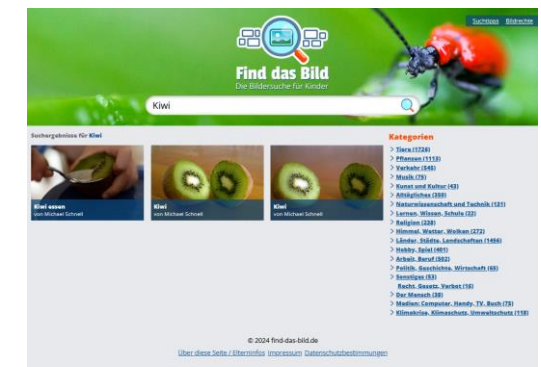 Suchtipps Bildrechte
Find das Bild
Die Bildersuche für Kinder
Kiwi
Suchergebnisse für Kiwi
Kiwi essen
von Michael Schnell
Kiwi
von Michael Schnell
Kiwi
von Michael Schnell
Kategorien
Tiere (1726)
Pflanzen (1113)
Verkehr (545)
Musik (75)
Kunst und Kultur (43)
Alltägliches (359)
Naturwissenschaft und Technik (121)
Lernen, Wissen, Schule (22)
Religion (238)
Himmel, Wetter, Wolken (272)
Länder, Städte, Landschaften (1456)
Hobby, Spiel (401)
Arbeit, Beruf (502)
Politik, Geschichte, Wirtschaft (65)
Sonstiges (53)
Recht, Gesetz, Verbot (16)
Der Mensch (38)
Medien: Computer, Handy, TV, Buch (75)
Klimakrise, Klimaschutz, Umweltschutz (118)
© 2024 find-das-bild.de
Über diese Seite / Elterninfos Impressum Datenschutzbestimmungen